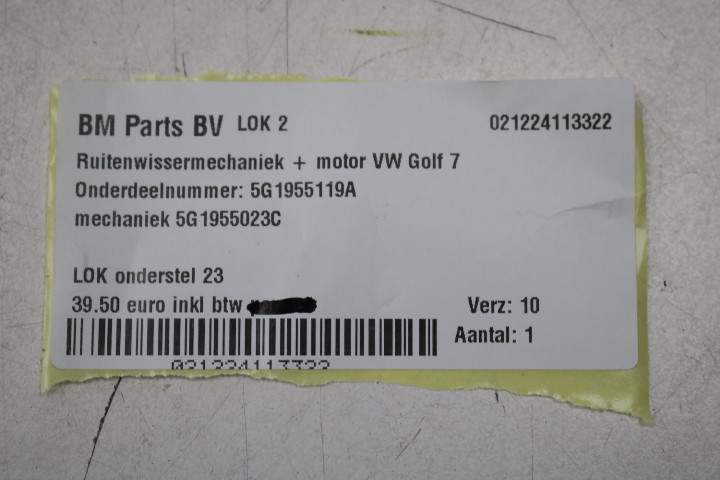 BM Parts BV LOK 2 021224113322
Ruitenwissermechaniek + motor VW Golf 7
Onderdeelnummer: 5G1955119A
mechaniek 5G1955023C
LOK onderstel 23
39.50 euro inkl btw Verz: 10
Aantal: 1
021224113322